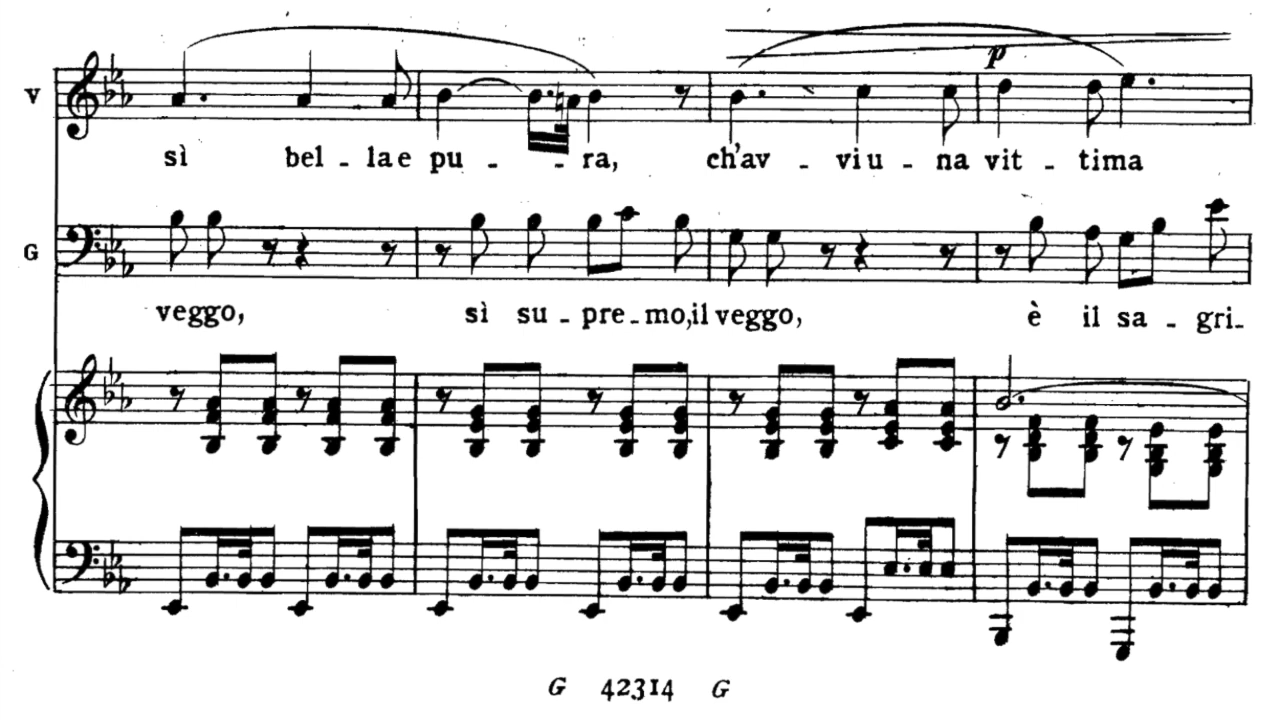 p
V
sì bel - la e pu - - ra, ch'av - vi u - na vit - tima
G
veggo, sì su - pre - mo, il veggo, è il sa - gri-
G 42314 G